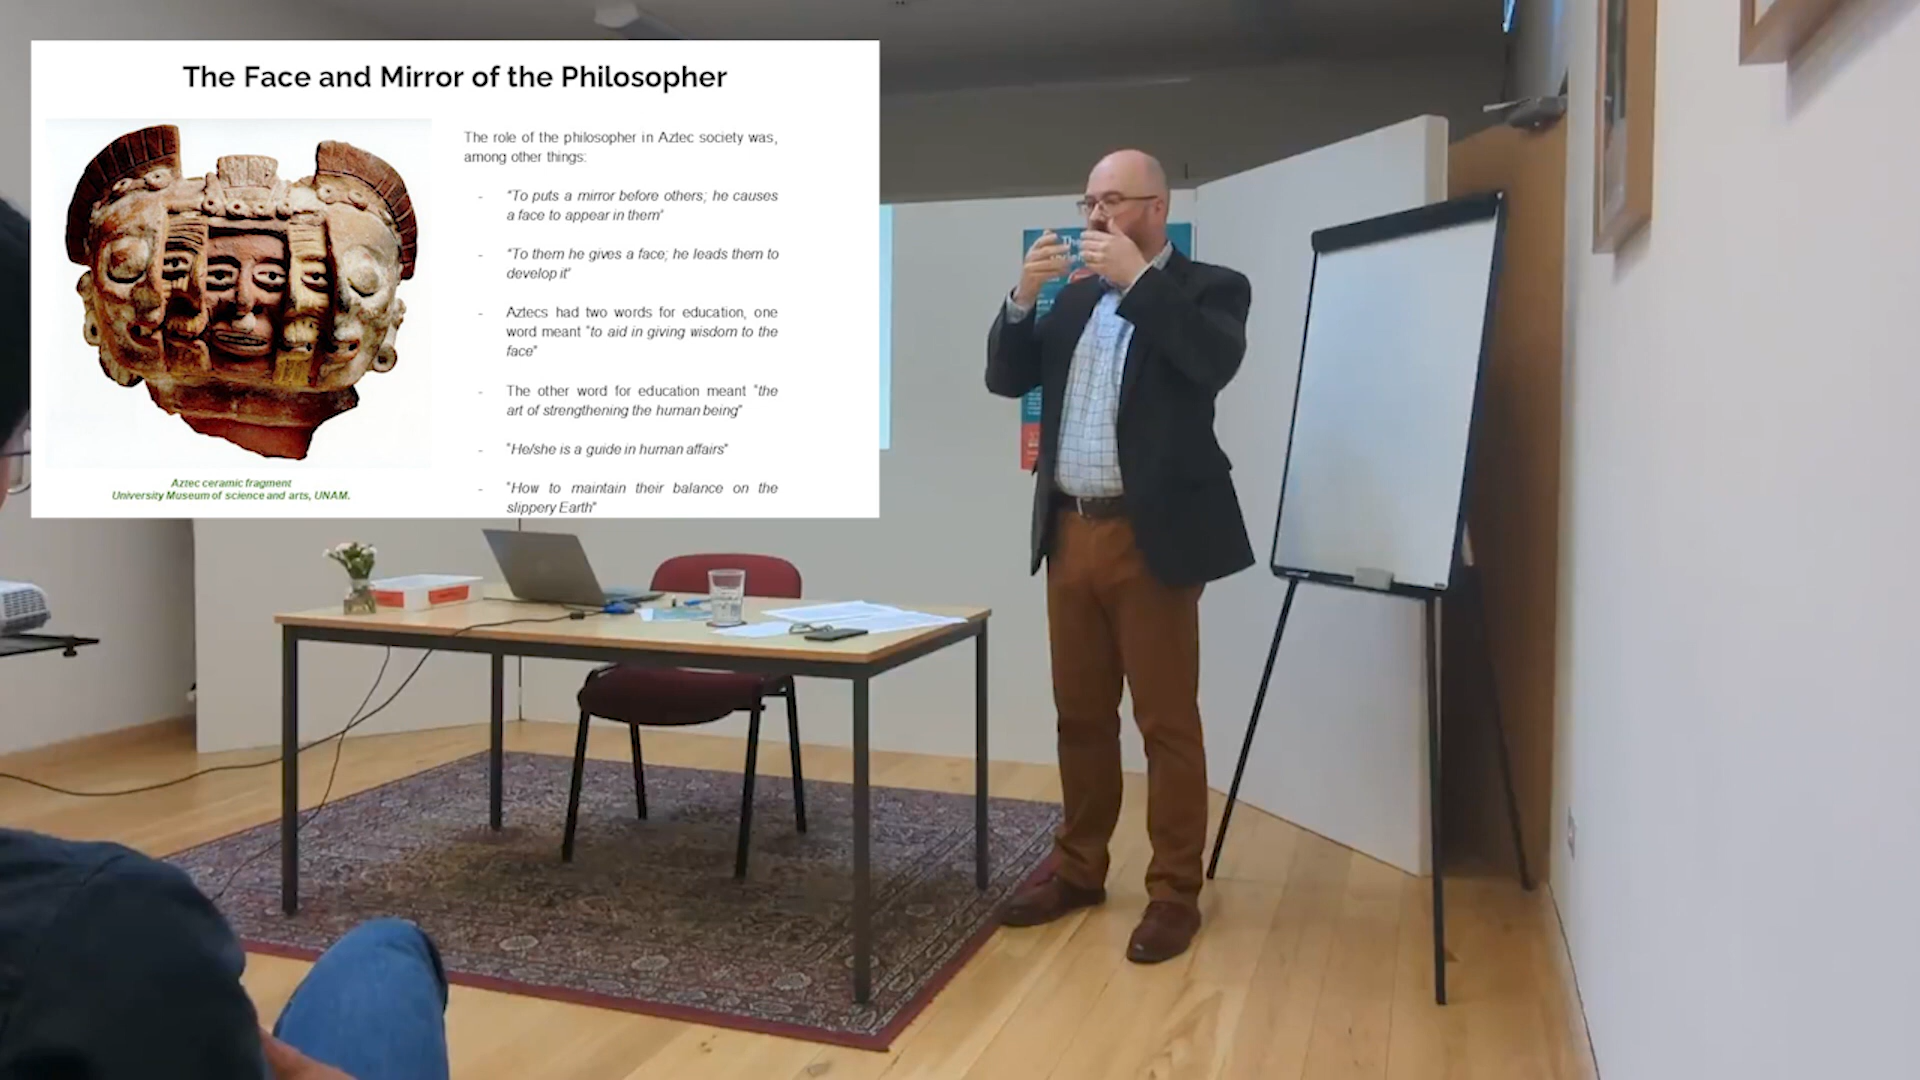 The Face and Mirror of the Philosopher
The role of the philosopher in Aztec society was,
among other things:
- "To puts a mirror before others; he causes
a face to appear in them"
- "To them he gives a face; he leads them to
develop it"
- Aztecs had two words for education, one
word meant "to aid in giving wisdom to the
face"
- The other word for education meant "the
art of strengthening the human being"
- "He/she is a guide in human affairs"
- "How to maintain their balance on the
slippery Earth"
Aztec ceramic fragment
University Museum of science and arts, UNAM.